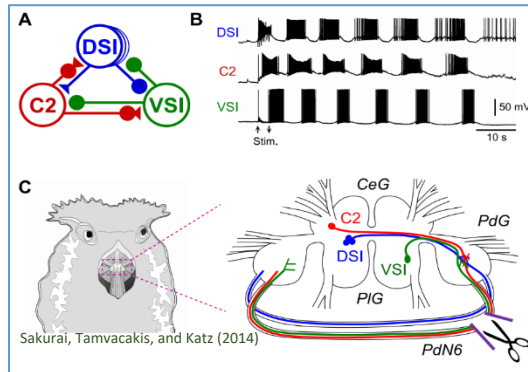 A
DSI
C2
VSI
B
DSI
C2
VSI
50 mV
10 s
Stim.
C
CeG
PdG
C2
DSI
VSI
PlG
PdN6
Sakurai, Tamvacakis, and Katz (2014)